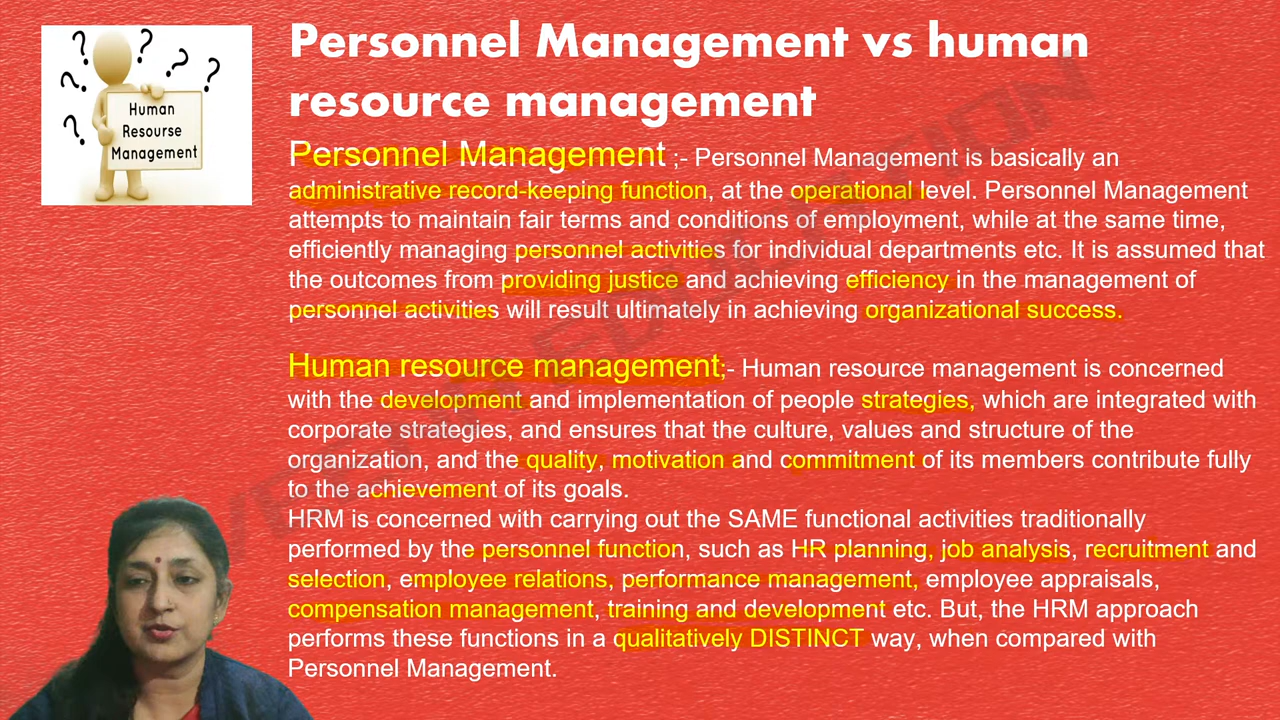 Personnel Management vs human
resource management
Human
Resourse
Management
Personnel Management ;- Personnel Management is basically an
administrative record-keeping function, at the operational level. Personnel Management
attempts to maintain fair terms and conditions of employment, while at the same time,
efficiently managing personnel activities for individual departments etc. It is assumed that
the outcomes from providing justice and achieving efficiency in the management of
personnel activities will result ultimately in achieving organizational success.
Human resource management;- Human resource management is concerned
with the development and implementation of people strategies, which are integrated with
corporate strategies, and ensures that the culture, values and structure of the
organization, and the quality, motivation and commitment of its members contribute fully
to the achievement of its goals.
HRM is concerned with carrying out the SAME functional activities traditionally
performed by the personnel function, such as HR planning, job analysis, recruitment and
selection, employee relations, performance management, employee appraisals,
compensation management, training and development etc. But, the HRM approach
performs these functions in a qualitatively DISTINCT way, when compared with
Personnel Management.